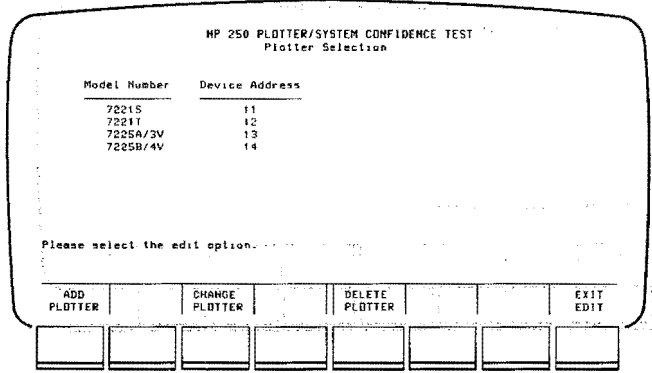 HP 250 PLOTTER/SYSTEM CONFIDENCE TEST
Plotter Selection
Model Number Device Address
7221S 11
7221T 12
7225A/3V 13
7225B/4V 14
Please select the edit option.
ADD PLOTTER CHANGE PLOTTER DELETE PLOTTER EXIT EDIT